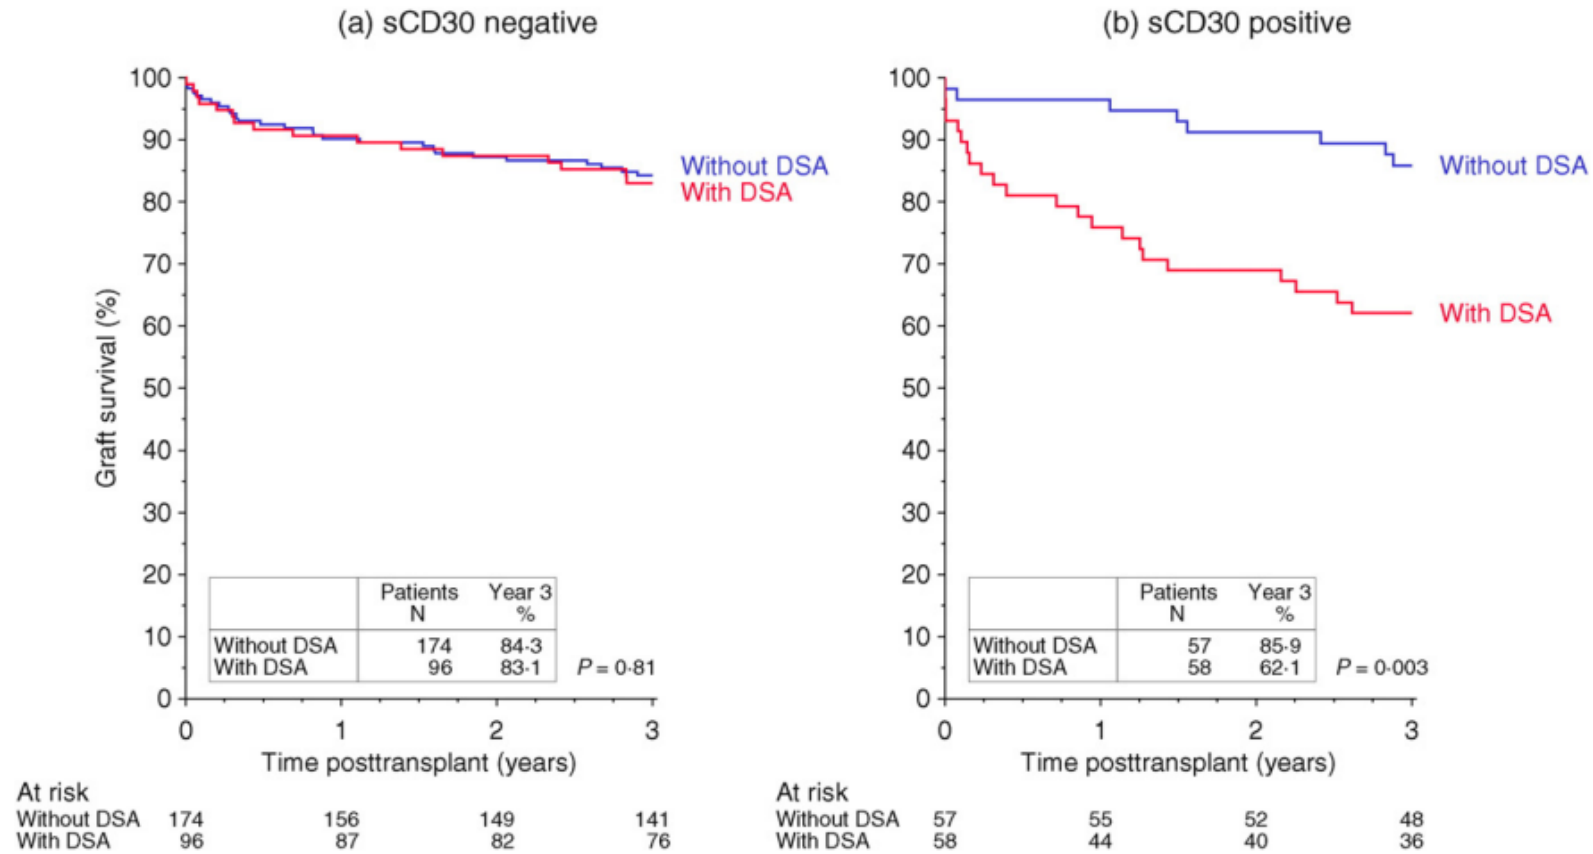 (a) sCD30 negative
Graft survival (%)
100
90
80
70
60
50
40
30
20
10
0
Without DSA
With DSA
Patients Year 3
N %
Without DSA 174 84·3
With DSA 96 83·1
P = 0·81
0 1 2 3
Time posttransplant (years)
At risk
Without DSA 174 156 149 141
With DSA 96 87 82 76
(b) sCD30 positive
100
90
80
70
60
50
40
30
20
10
0
Without DSA
With DSA
Patients Year 3
N %
Without DSA 57 85·9
With DSA 58 62·1
P = 0·003
0 1 2 3
Time posttransplant (years)
At risk
Without DSA 57 55 52 48
With DSA 58 44 40 36